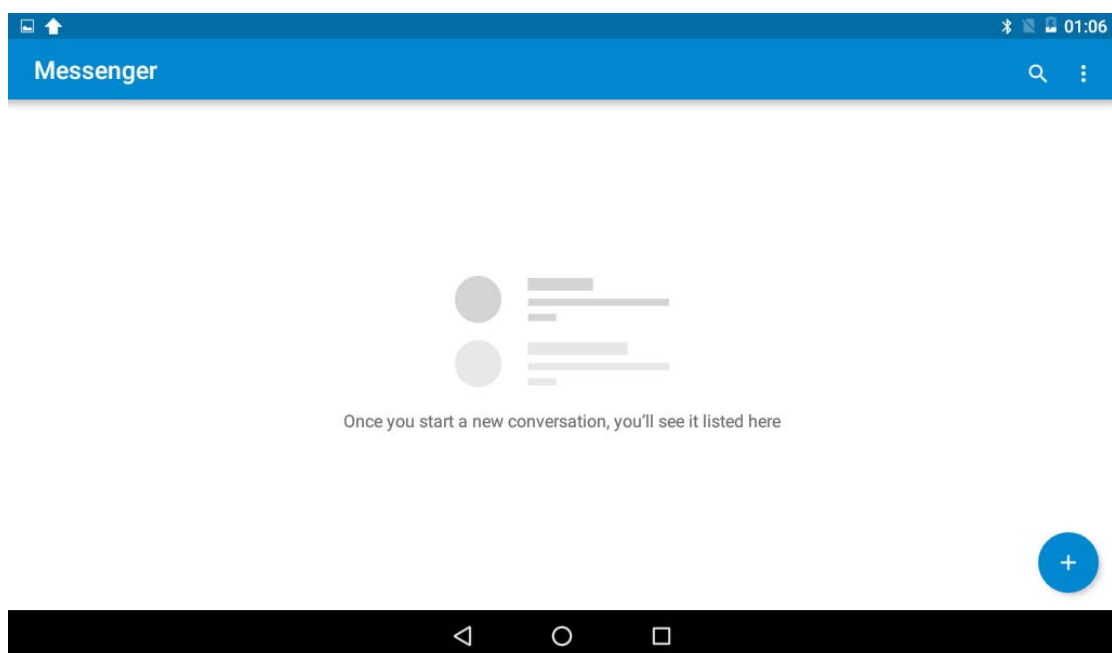 01:06
Messenger
Once you start a new conversation, you’ll see it listed here